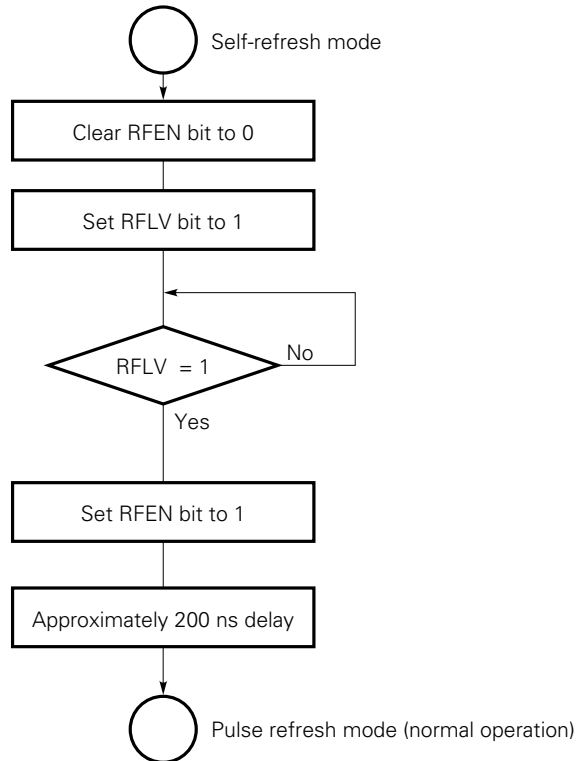 Self-refresh mode
Clear RFEN bit to 0
Set RFLV bit to 1
RFLV = 1
No
Yes
Set RFEN bit to 1
Approximately 200 ns delay
Pulse refresh mode (normal operation)